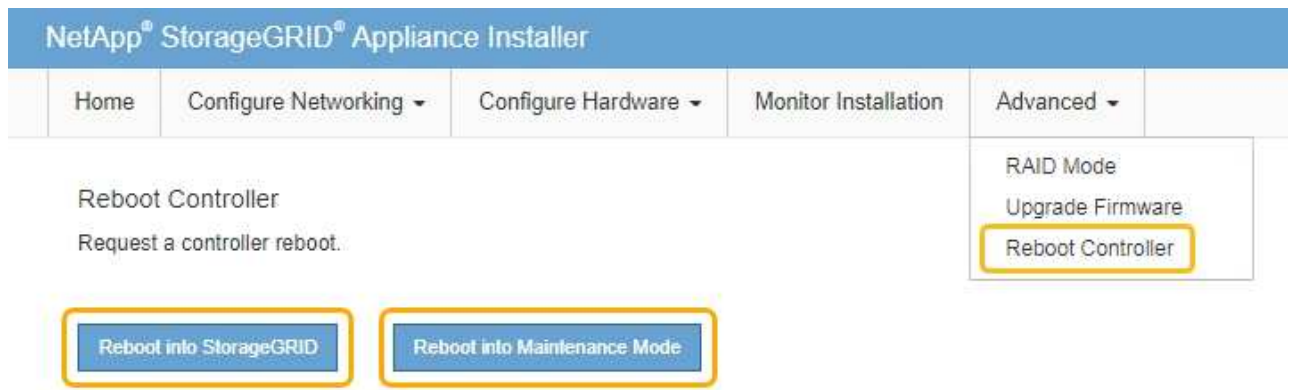 NetApp® StorageGRID® Appliance Installer
Home Configure Networking Configure Hardware Monitor Installation Advanced
RAID Mode
Upgrade Firmware
Reboot Controller
Reboot Controller
Request a controller reboot.
Reboot into StorageGRID Reboot into Maintenance Mode